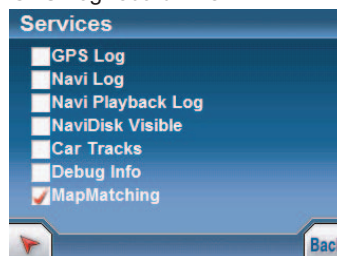 Services
GPS Log
Navi Log
Navi Playback Log
NaviDisk Visible
Car Tracks
Debug Info
MapMatching
Bac